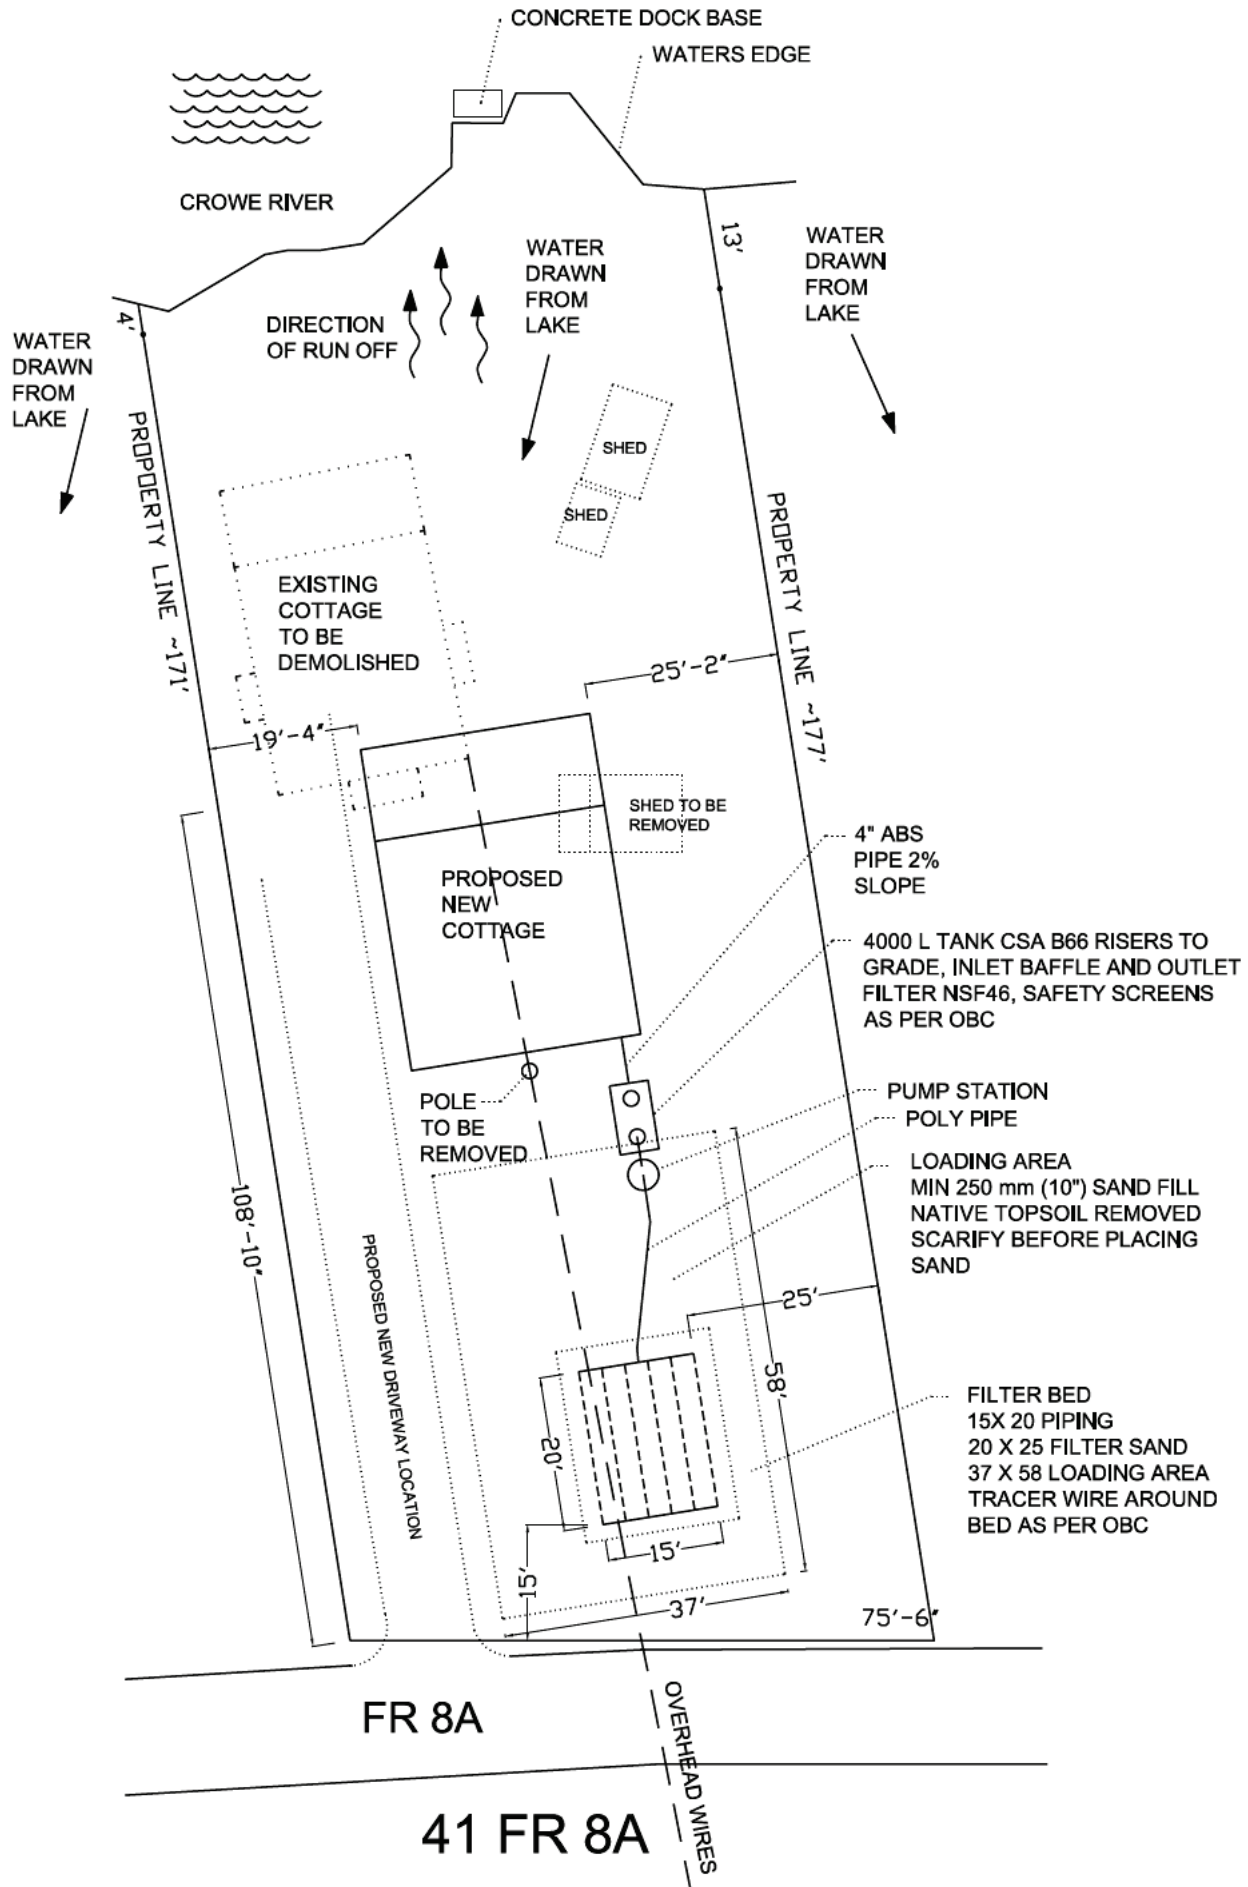 CONCRETE DOCK BASE
WATERS EDGE
CROWE RIVER
13'
WATER
DRAWN
FROM
LAKE
WATER
DRAWN
FROM
LAKE
4'
DIRECTION
OF RUN OFF
WATER
DRAWN
FROM
LAKE
PROPERTY LINE ~171'
SHED
SHED
PROPERTY LINE ~177'
EXISTING
COTTAGE
TO BE
DEMOLISHED
25'-2"
19'-4"
SHED TO BE
REMOVED
4" ABS
PIPE 2%
SLOPE
PROPOSED
NEW
COTTAGE
4000 L TANK CSA B66 RISERS TO
GRADE, INLET BAFFLE AND OUTLET
FILTER NSF46, SAFETY SCREENS
AS PER OBC
POLE
TO BE
REMOVED
PUMP STATION
POLY PIPE
LOADING AREA
MIN 250 mm (10") SAND FILL
NATIVE TOPSOIL REMOVED
SCARIFY BEFORE PLACING
SAND
108'-10"
PROPOSED NEW DRIVEWAY LOCATION
25'
58'
FILTER BED
15X 20 PIPING
20 X 25 FILTER SAND
37 X 58 LOADING AREA
TRACER WIRE AROUND
BED AS PER OBC
20'
15'
15'
37'
75'-6"
FR 8A
OVERHEAD WIRES
41 FR 8A